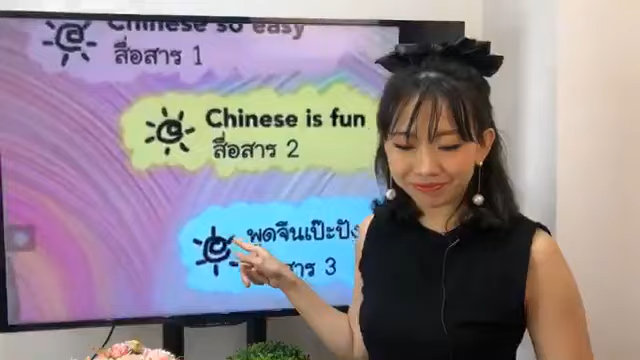 Chinese so easy
สื่อสาร 1
Chinese is fun
สื่อสาร 2
พูดจีนเป๊ะปัง
สาร 3